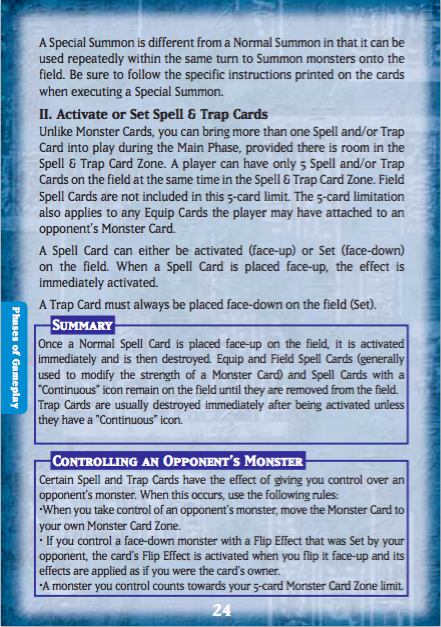 A Special Summon is different from a Normal Summon in that it can be
used repeatedly within the same turn to Summon monsters onto the
field. Be sure to follow the specific instructions printed on the cards
when executing a Special Summon.
II. Activate or Set Spell & Trap Cards
Unlike Monster Cards, you can bring more than one Spell and/or Trap
Card into play during the Main Phase, provided there is room in the
Spell & Trap Card Zone. A player can have only 5 Spell and/or Trap
Cards on the field at the same time in the Spell & Trap Card Zone. Field
Spell Cards are not included in this 5-card limit. The 5-card limitation
also applies to any Equip Cards the player may have attached to an
opponent's Monster Card.
A Spell Card can either be activated (face-up) or Set (face-down)
on the field. When a Spell Card is placed face-up, the effect is
immediately activated.
A Trap Card must always be placed face-down on the field (Set).
Phases of Gameplay
SUMMARY
Once a Normal Spell Card is placed face-up on the field, it is activated
immediately and is then destroyed. Equip and Field Spell Cards (generally
used to modify the strength of a Monster Card) and Spell Cards with a
"Continuous" icon remain on the field until they are removed from the field.
Trap Cards are usually destroyed immediately after being activated unless
they have a "Continuous" icon.
CONTROLLING AN OPPONENT'S MONSTER
Certain Spell and Trap Cards have the effect of giving you control over an
opponent's monster. When this occurs, use the following rules:
•When you take control of an opponent's monster, move the Monster Card to
your own Monster Card Zone.
• If you control a face-down monster with a Flip Effect that was Set by your
opponent, the card's Flip Effect is activated when you flip it face-up and its
effects are applied as if you were the card's owner.
•A monster you control counts towards your 5-card Monster Card Zone limit.
24